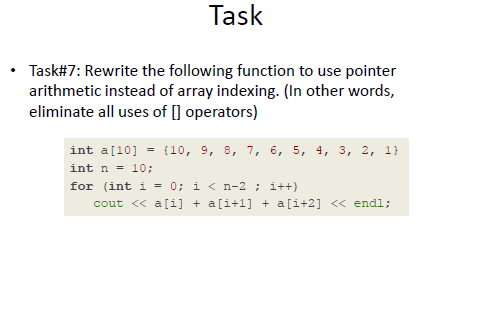 Task
• Task#7: Rewrite the following function to use pointer
arithmetic instead of array indexing. (In other words,
eliminate all uses of [] operators)
int a[10] = {10, 9, 8, 7, 6, 5, 4, 3, 2, 1}
int n = 10;
for (int i = 0; i < n-2 ; i++)
cout << a[i] + a[i+1] + a[i+2] << endl;